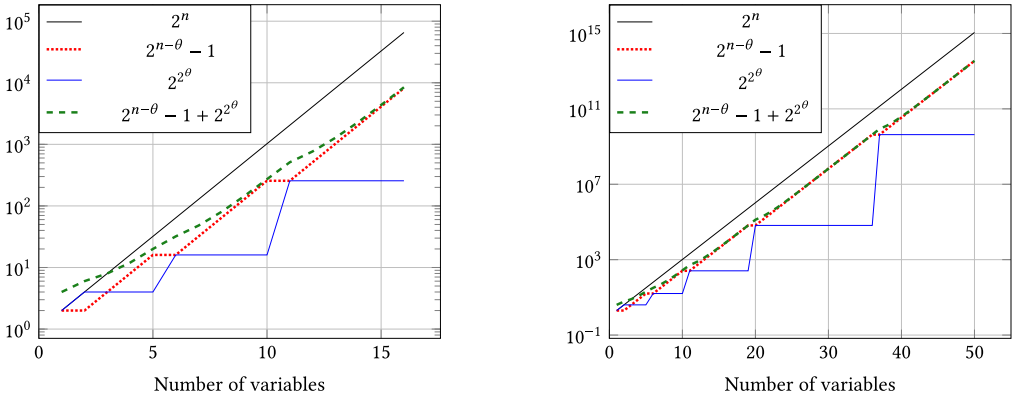 10^5
10^4
10^3
10^2
10^1
10^0
0
5
10
15
Number of variables
2^n
2^{n−θ} − 1
2^{2^θ}
2^{n−θ} − 1 + 2^{2^θ}
10^15
10^11
10^7
10^3
10^−1
0
10
20
30
40
50
Number of variables
2^n
2^{n−θ} − 1
2^{2^θ}
2^{n−θ} − 1 + 2^{2^θ}